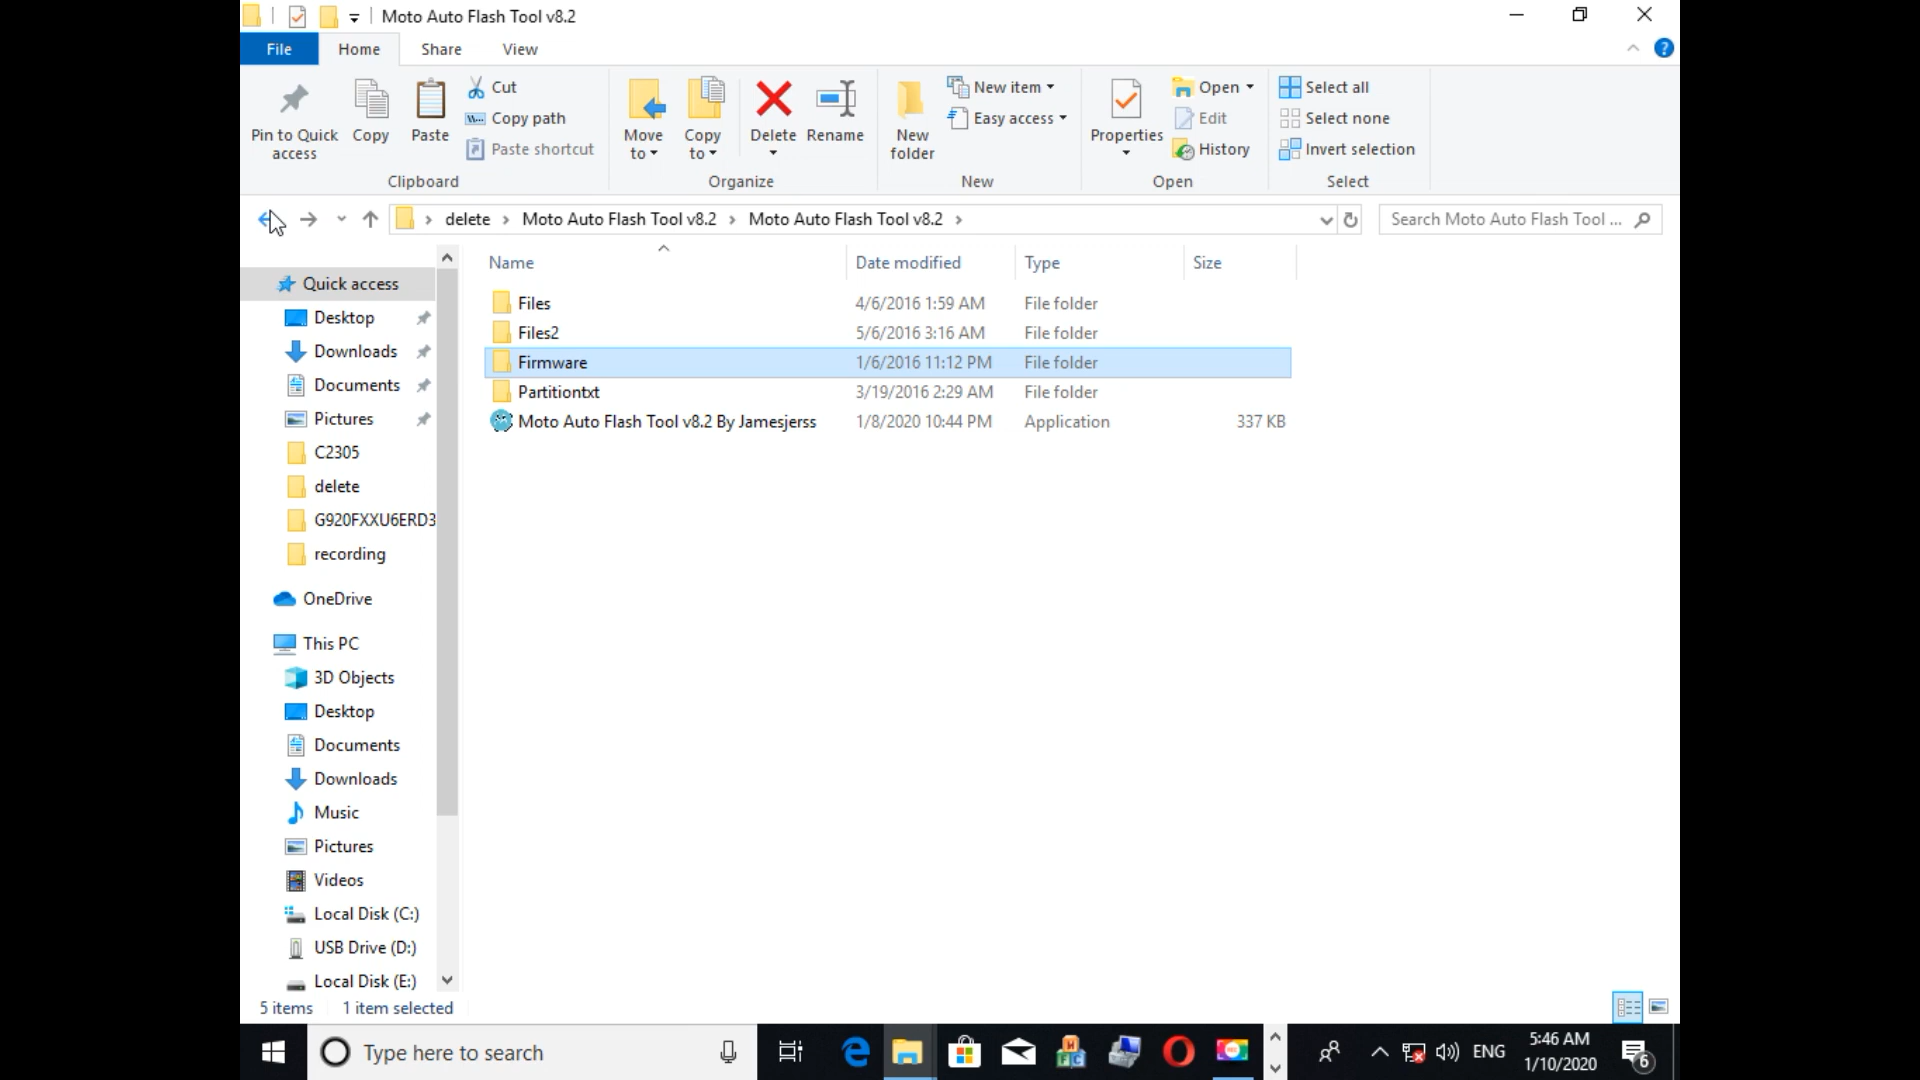 Moto Auto Flash Tool v8.2
File Home Share View
Pin to Quick access
Copy
Paste
Cut
Copy path
Paste shortcut
Clipboard
Move to
Copy to
Delete
Rename
Organize
New folder
New item
Easy access
New
Properties
Open
Edit
History
Open
Select all
Select none
Invert selection
Select
delete Moto Auto Flash Tool v8.2 Moto Auto Flash Tool v8.2
Search Moto Auto Flash Tool ...
Quick access
Desktop
Downloads
Documents
Pictures
C2305
delete
G920FXXU6ERD3
recording
OneDrive
This PC
3D Objects
Desktop
Documents
Downloads
Music
Pictures
Videos
Local Disk (C:)
USB Drive (D:)
Local Disk (E:)
Name Date modified Type Size
Files 4/6/2016 1:59 AM File folder
Files2 5/6/2016 3:16 AM File folder
Firmware 1/6/2016 11:12 PM File folder
Partitiontxt 3/19/2016 2:29 AM File folder
Moto Auto Flash Tool v8.2 By Jamesjerss 1/8/2020 10:44 PM Application 337 KB
5 items 1 item selected
Type here to search
ENG
5:46 AM
1/10/2020
6